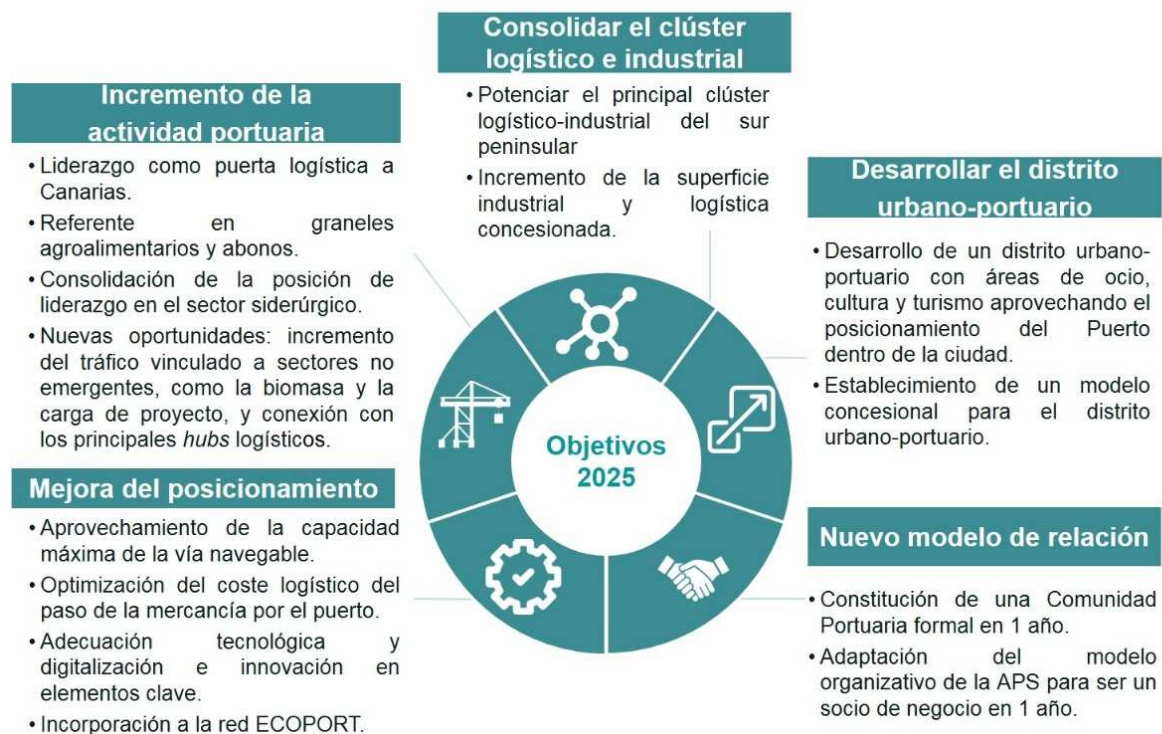 Consolidar el clúster
logístico e industrial
• Potenciar el principal clúster
logístico-industrial del sur
peninsular
• Incremento de la superficie
industrial y logística
concesionada.
Incremento de la
actividad portuaria
• Liderazgo como puerta logística a
Canarias.
• Referente en graneles
agroalimentarios y abonos.
• Consolidación de la posición de
liderazgo en el sector siderúrgico.
• Nuevas oportunidades: incremento
del tráfico vinculado a sectores no
emergentes, como la biomasa y la
carga de proyecto, y conexión con
los principales hubs logísticos.
Desarrollar el distrito
urbano-portuario
• Desarrollo de un distrito urbano-
portuario con áreas de ocio,
cultura y turismo aprovechando el
posicionamiento del Puerto
dentro de la ciudad.
• Establecimiento de un modelo
concesional para el distrito
urbano-portuario.
Objetivos
2025
Mejora del posicionamiento
• Aprovechamiento de la capacidad
máxima de la vía navegable.
• Optimización del coste logístico del
paso de la mercancía por el puerto.
• Adecuación tecnológica y
digitalización e innovación en
elementos clave.
• Incorporación a la red ECOPORT.
Nuevo modelo de relación
• Constitución de una Comunidad
Portuaria formal en 1 año.
• Adaptación del modelo
organizativo de la APS para ser un
socio de negocio en 1 año.